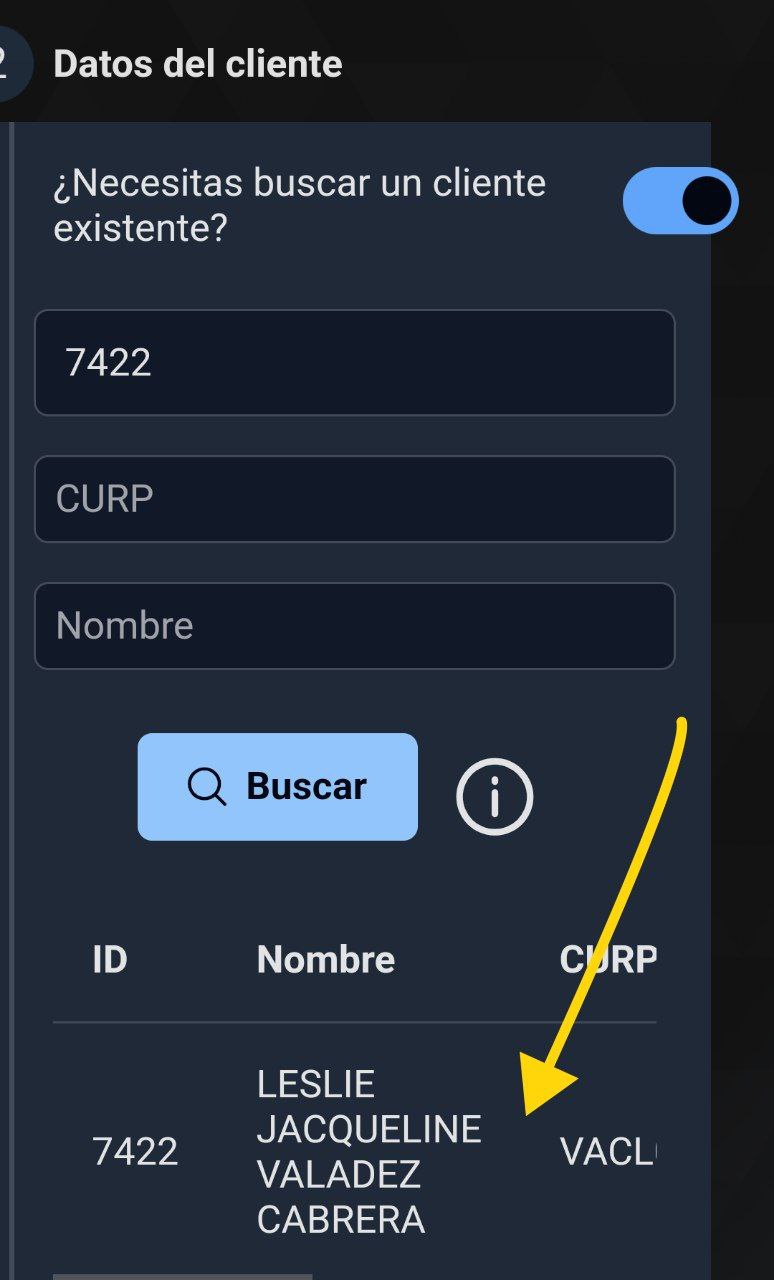 2 Datos del cliente
¿Necesitas buscar un cliente
existente?
7422
CURP
Nombre
Buscar
ID Nombre CURP
LESLIE
JACQUELINE
7422 VACL
VALADEZ
CABRERA